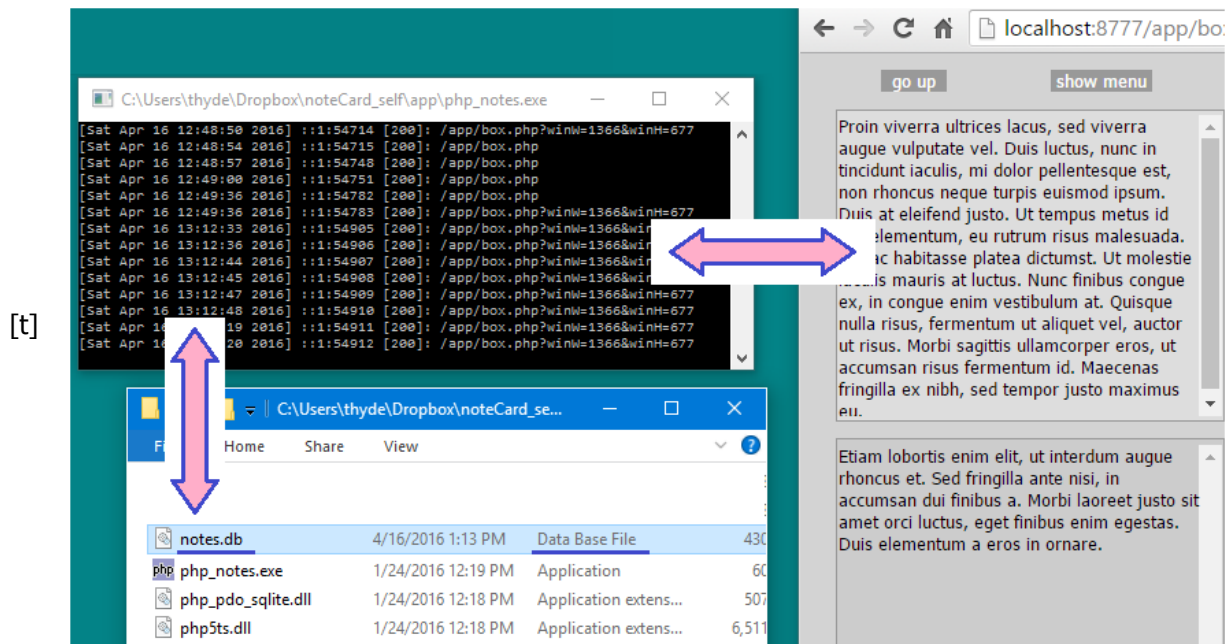 [t]
C:\Users\thyde\Dropbox\noteCard_self\app\php_notes.exe
[Sat Apr 16 12:48:50 2016] ::1:54714 [200]: /app/box.php?winW=1366&winH=677
[Sat Apr 16 12:48:54 2016] ::1:54715 [200]: /app/box.php
[Sat Apr 16 12:48:57 2016] ::1:54748 [200]: /app/box.php
[Sat Apr 16 12:49:00 2016] ::1:54751 [200]: /app/box.php
[Sat Apr 16 12:49:36 2016] ::1:54782 [200]: /app/box.php
[Sat Apr 16 12:49:36 2016] ::1:54783 [200]: /app/box.php?winW=1366&winH=677
[Sat Apr 16 13:12:33 2016] ::1:54905 [200]: /app/box.php?winW=1366&win
[Sat Apr 16 13:12:36 2016] ::1:54906 [200]: /app/box.php?winW=1366&win
[Sat Apr 16 13:12:44 2016] ::1:54907 [200]: /app/box.php?winW=1366&win
[Sat Apr 16 13:12:45 2016] ::1:54908 [200]: /app/box.php?winW=1366&win
[Sat Apr 16 13:12:47 2016] ::1:54909 [200]: /app/box.php?winW=1366&winH=677
[Sat Apr 16 13:12:48 2016] ::1:54910 [200]: /app/box.php?winW=1366&winH=677
[Sat Apr 19 2016] ::1:54911 [200]: /app/box.php?winW=1366&winH=677
[Sat Apr 20 2016] ::1:54912 [200]: /app/box.php?winW=1366&winH=677
C:\Users\thyde\Dropbox\noteCard_se...
Home Share View
notes.db 4/16/2016 1:13 PM Data Base File 430
php php_notes.exe 1/24/2016 12:19 PM Application 60
php_pdo_sqlite.dll 1/24/2016 12:18 PM Application extens... 507
php5ts.dll 1/24/2016 12:18 PM Application extens... 6,511
localhost:8777/app/bo
go up show menu
Proin viverra ultrices lacus, sed viverra
augue vulputate vel. Duis luctus, nunc in
tincidunt iaculis, mi dolor pellentesque est,
non rhoncus neque turpis euismod ipsum.
Duis at eleifend justo. Ut tempus metus id
elementum, eu rutrum risus malesuada.
ac habitasse platea dictumst. Ut molestie
mauris at luctus. Nunc finibus congue
ex, in congue enim vestibulum at. Quisque
nulla risus, fermentum ut aliquet vel, auctor
ut risus. Morbi sagittis ullamcorper eros, ut
accumsan risus fermentum id. Maecenas
fringilla ex nibh, sed tempor justo maximus
eu.
Etiam lobortis enim elit, ut interdum augue
rhoncus et. Sed fringilla ante nisi, in
accumsan dui finibus a. Morbi laoreet justo sit
amet orci luctus, eget finibus enim egestas.
Duis elementum a eros in ornare.